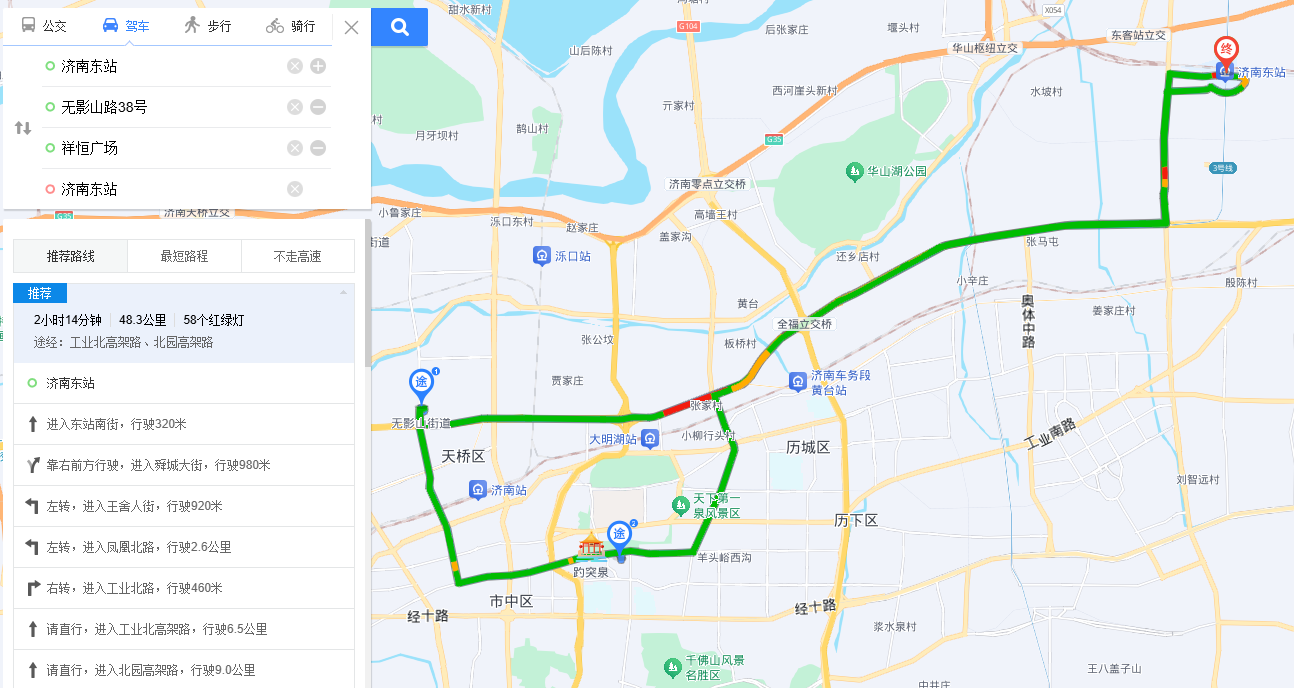 公交
驾车
步行
骑行
济南东站
无影山路38号
祥恒广场
济南东站
G35
济南天桥立交
推荐路线
最短路程
不走高速
推荐
2小时14分钟
48.3公里
58个红绿灯
途经：工业北高架路、北园高架路
济南东站
进入东站南街，行驶320米
靠右前方行驶，进入舜城大街，行驶980米
左转，进入王舍人街，行驶920米
左转，进入凤凰北路，行驶2.6公里
右转，进入工业北路，行驶460米
请直行，进入工业北高架路，行驶6.5公里
请直行，进入北园高架路，行驶9.0公里
甜水新村
G104
后张家村
堰头村
X054
东客站立交
终
济南东站
山后陈村
华山枢纽立交
西河崖头新村
水坡村
亓家村
月牙坝村
鹊山村
G35
华山湖公园
3号线
济南零点立交桥
小鲁家庄
泺口东村
赵家庄
高墙王村
盖家沟
街道
泺口站
张马屯
还乡店村
小辛庄
殷陈村
黄台
奥体中路
姜家庄村
全福立交桥
张公坟
板桥村
贾家庄
途
1
济南车务段
黄台站
张家村
无影山街道
大明湖站
小柳行头村
历城区
工业南路
天桥区
济南站
天下第一
泉风景区
刘智远村
历下区
途
2
趵突泉
羊头峪西沟
市中区
经十路
经十路
浆水泉村
千佛山风景
名胜区
王八盖子山
中井庄